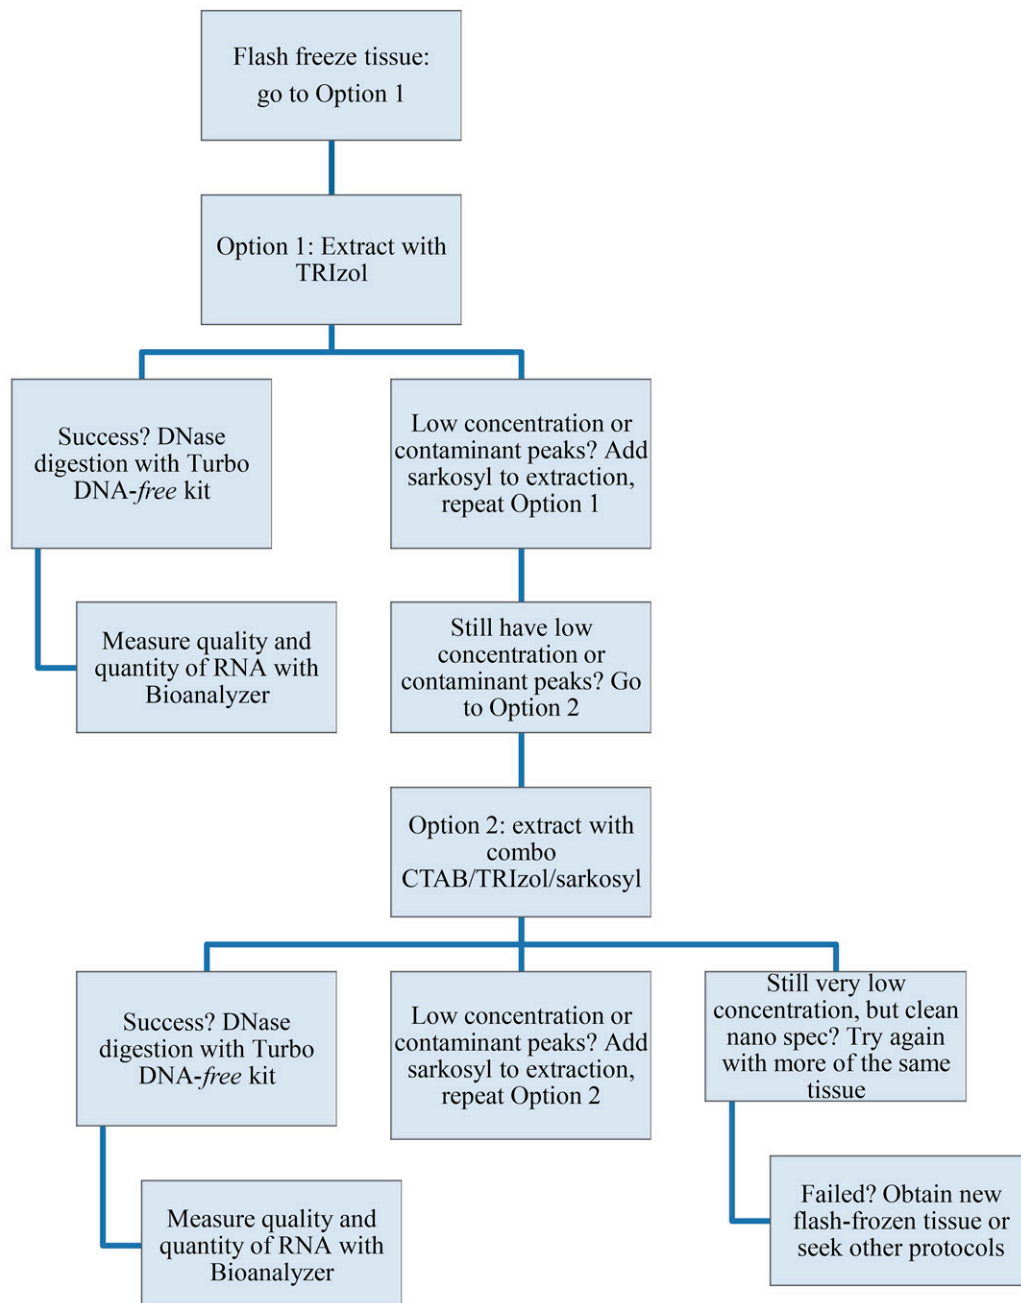 Flash freeze tissue:
go to Option 1
Option 1: Extract with
TRIzol
Success? DNase
digestion with Turbo
DNA-free kit
Low concentration or
contaminant peaks? Add
sarkosyl to extraction,
repeat Option 1
Measure quality and
quantity of RNA with
Bioanalyzer
Still have low
concentration or
contaminant peaks? Go
to Option 2
Option 2: extract with
combo
CTAB/TRIzol/sarkosyl
Success? DNase
digestion with Turbo
DNA-free kit
Low concentration or
contaminant peaks? Add
sarkosyl to extraction,
repeat Option 2
Still very low
concentration, but clean
nano spec? Try again
with more of the same
tissue
Measure quality and
quantity of RNA with
Bioanalyzer
Failed? Obtain new
flash-frozen tissue or
seek other protocols